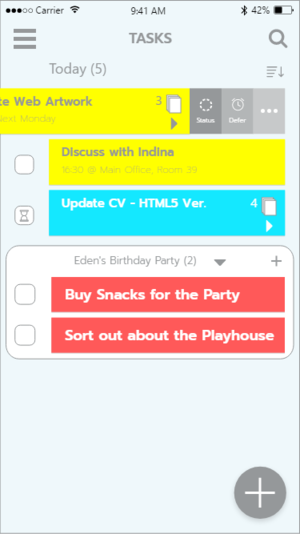 Carrier 9:41 AM 42%
TASKS
Today (5)
te Web Artwork 3
Next Monday
Status Defer
Discuss with Indina
16:30 @ Main Office, Room 39
Update CV - HTML5 Ver. 4
Eden's Birthday Party (2) +
Buy Snacks for the Party
Sort out about the Playhouse